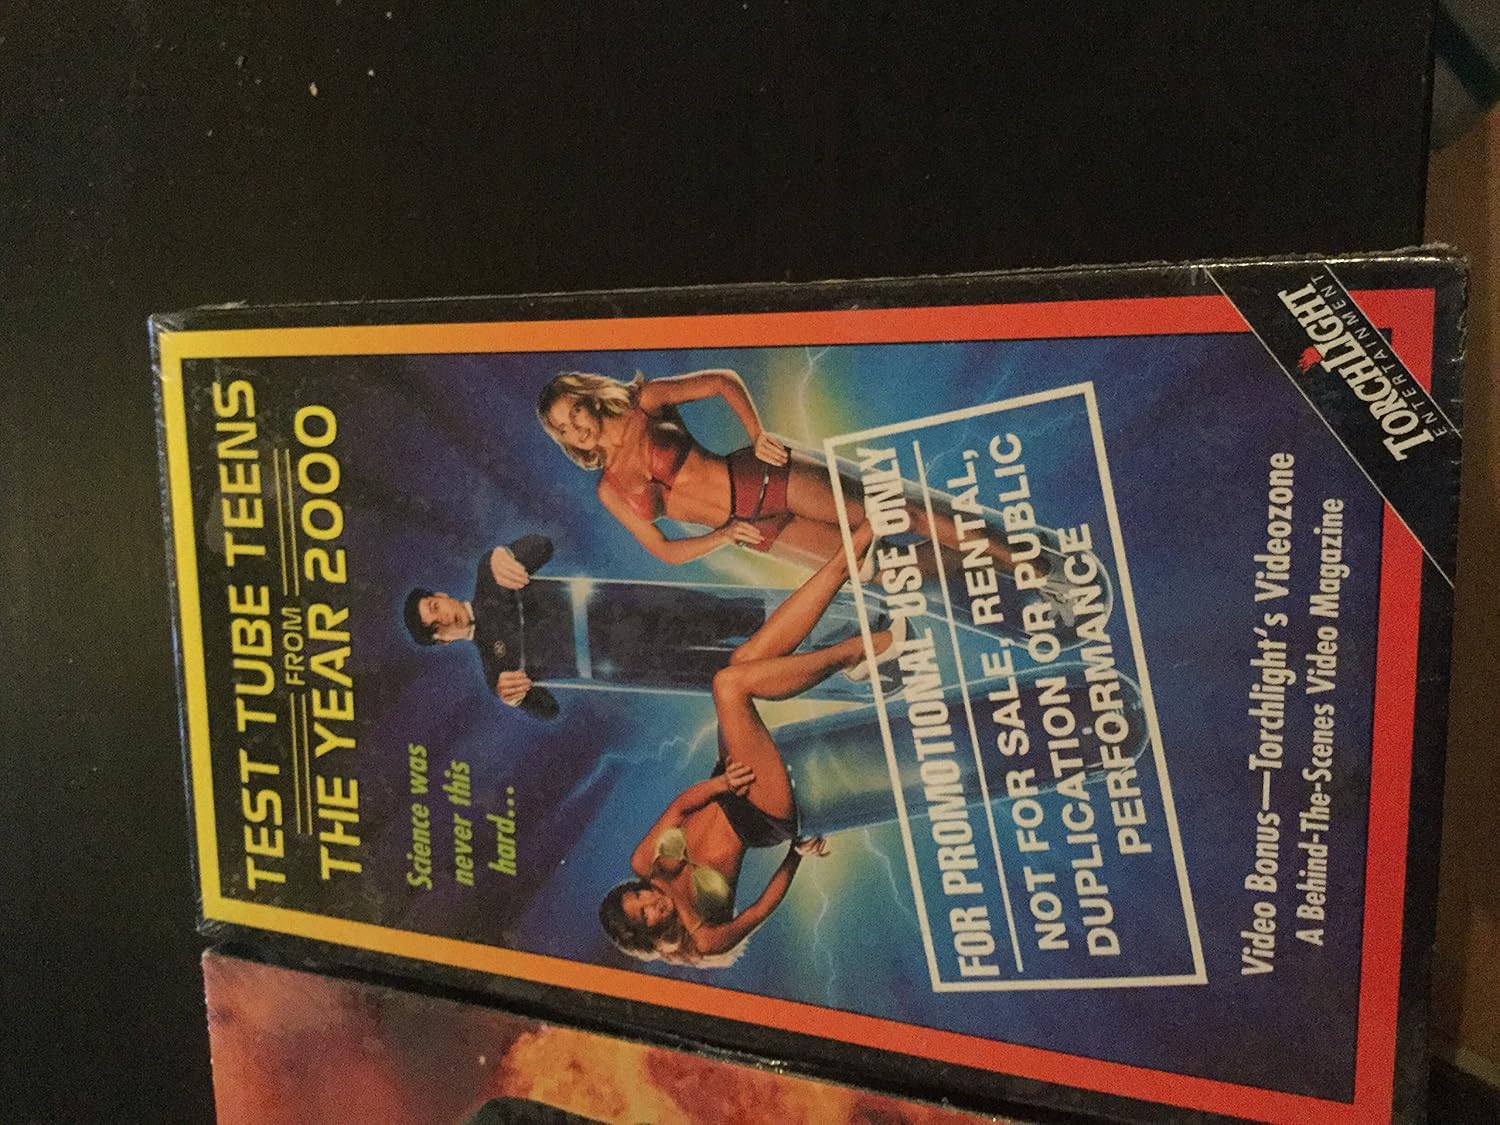 TEST TUBE TEENS
FROM
THE YEAR 2000
Science was
never this
hard...
FOR PROMOTIONAL USE ONLY
NOT FOR SALE, RENTAL,
DUPLICATION OR PUBLIC
PERFORMANCE
Video Bonus—Torchlight's Videozone
A Behind-The-Scenes Video Magazine
TORCHLIGHT
ENTERTAINMENT